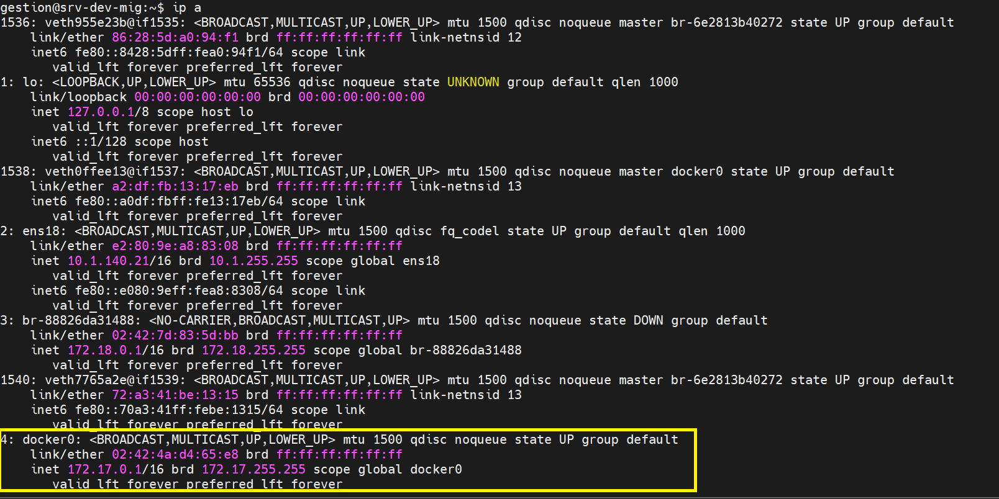 gestion@srv-dev-mig:~$ ip a
1536: veth955e23b@if1535: <BROADCAST,MULTICAST,UP,LOWER_UP> mtu 1500 qdisc noqueue master br-6e2813b40272 state UP group default
link/ether 86:28:5d:a0:94:f1 brd ff:ff:ff:ff:ff:ff link-netnsid 12
inet6 fe80::8428:5dff:fea0:94f1/64 scope link
valid_lft forever preferred_lft forever
1: lo: <LOOPBACK,UP,LOWER_UP> mtu 65536 qdisc noqueue state UNKNOWN group default qlen 1000
link/loopback 00:00:00:00:00:00 brd 00:00:00:00:00:00
inet 127.0.0.1/8 scope host lo
valid_lft forever preferred_lft forever
inet6 ::1/128 scope host
valid_lft forever preferred_lft forever
1538: veth0ffee13@if1537: <BROADCAST,MULTICAST,UP,LOWER_UP> mtu 1500 qdisc noqueue master docker0 state UP group default
link/ether a2:df:fb:13:17:eb brd ff:ff:ff:ff:ff:ff link-netnsid 13
inet6 fe80::a0df:fbff:fe13:17eb/64 scope link
valid_lft forever preferred_lft forever
2: ens18: <BROADCAST,MULTICAST,UP,LOWER_UP> mtu 1500 qdisc fq_codel state UP group default qlen 1000
link/ether e2:80:9e:a8:83:08 brd ff:ff:ff:ff:ff:ff
inet 10.1.140.21/16 brd 10.1.255.255 scope global ens18
valid_lft forever preferred_lft forever
inet6 fe80::e080:9eff:fea8:8308/64 scope link
valid_lft forever preferred_lft forever
3: br-88826da31488: <NO-CARRIER,BROADCAST,MULTICAST,UP> mtu 1500 qdisc noqueue state DOWN group default
link/ether 02:42:7d:83:5d:bb brd ff:ff:ff:ff:ff:ff
inet 172.18.0.1/16 brd 172.18.255.255 scope global br-88826da31488
valid_lft forever preferred_lft forever
1540: veth7765a2e@if1539: <BROADCAST,MULTICAST,UP,LOWER_UP> mtu 1500 qdisc noqueue master br-6e2813b40272 state UP group default
link/ether 72:a3:41:be:13:15 brd ff:ff:ff:ff:ff:ff link-netnsid 13
inet6 fe80::70a3:41ff:febe:1315/64 scope link
valid_lft forever preferred_lft forever
4: docker0: <BROADCAST,MULTICAST,UP,LOWER_UP> mtu 1500 qdisc noqueue state UP group default
link/ether 02:42:4a:d4:65:e8 brd ff:ff:ff:ff:ff:ff
inet 172.17.0.1/16 brd 172.17.255.255 scope global docker0
valid_lft forever preferred_lft forever